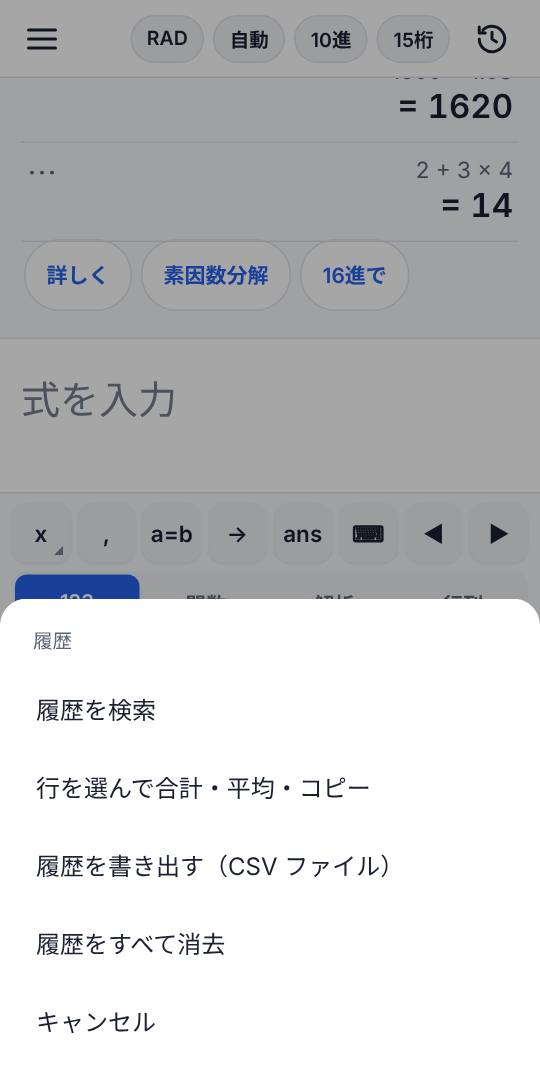 RAD
自動
10進
15桁
= 1620
...
2 + 3 × 4
= 14
詳しく
素因数分解
16進で
式を入力
x
,
a=b
→
ans
◀
▶
履歴
履歴を検索
行を選んで合計・平均・コピー
履歴を書き出す（CSV ファイル）
履歴をすべて消去
キャンセル